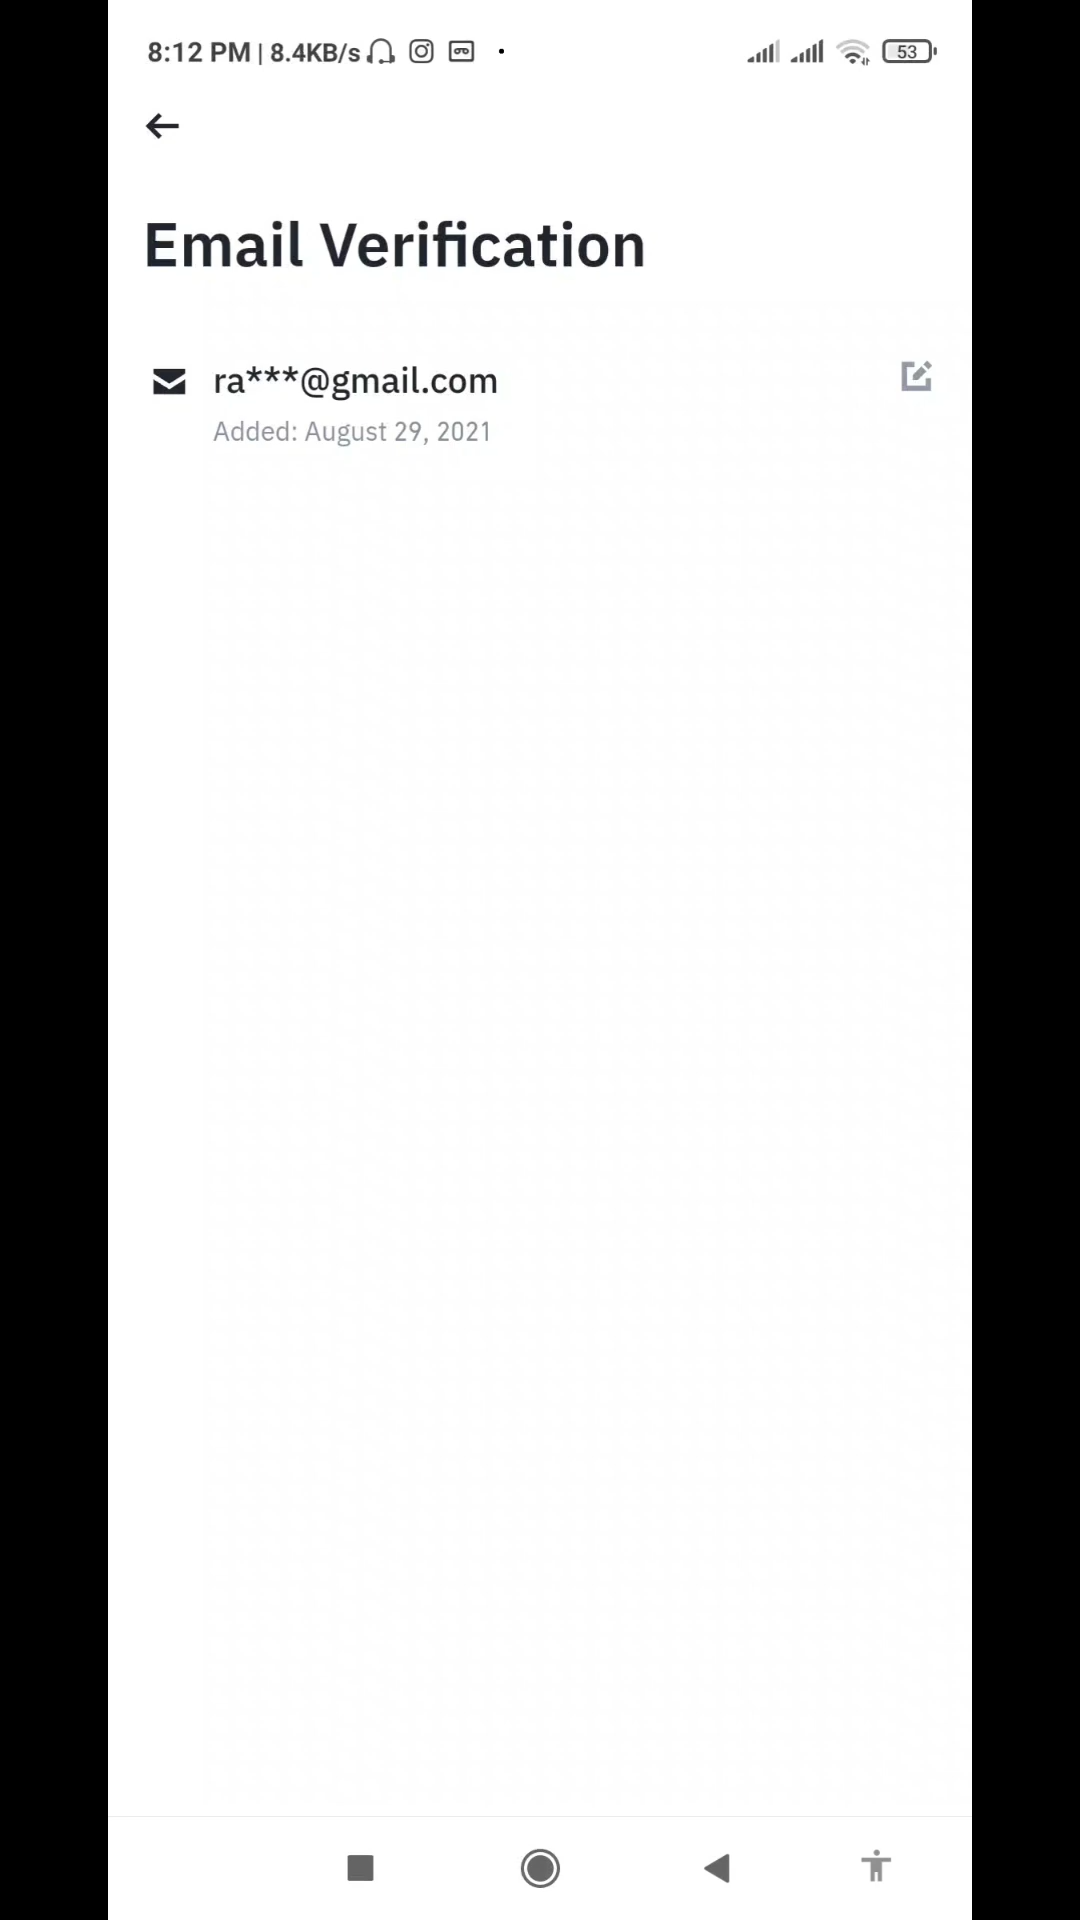 8:12 PM | 8.4KB/s
53
Email Verification
ra***@gmail.com
Added: August 29, 2021